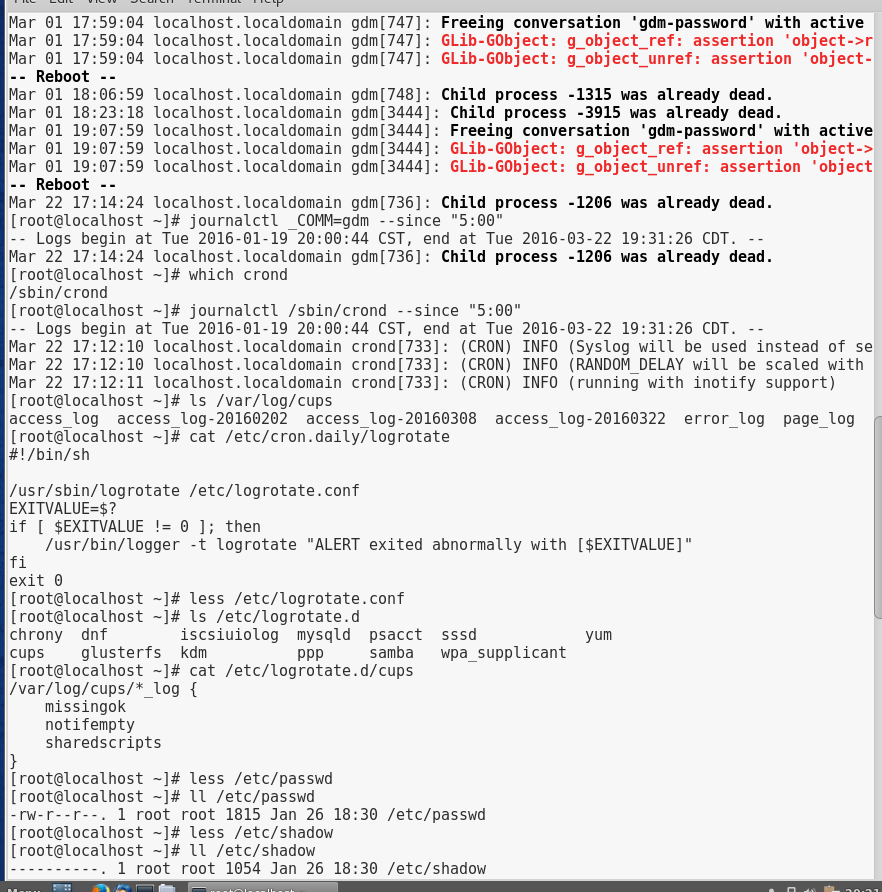 File Edit View Search Terminal Help
Mar 01 17:59:04 localhost.localdomain gdm[747]: Freeing conversation 'gdm-password' with active
Mar 01 17:59:04 localhost.localdomain gdm[747]: GLib-GObject: g_object_ref: assertion 'object->r
Mar 01 17:59:04 localhost.localdomain gdm[747]: GLib-GObject: g_object_unref: assertion 'object-
-- Reboot --
Mar 01 18:06:59 localhost.localdomain gdm[748]: Child process -1315 was already dead.
Mar 01 18:23:18 localhost.localdomain gdm[3444]: Child process -3915 was already dead.
Mar 01 19:07:59 localhost.localdomain gdm[3444]: Freeing conversation 'gdm-password' with active
Mar 01 19:07:59 localhost.localdomain gdm[3444]: GLib-GObject: g_object_ref: assertion 'object->
Mar 01 19:07:59 localhost.localdomain gdm[3444]: GLib-GObject: g_object_unref: assertion 'object
-- Reboot --
Mar 22 17:14:24 localhost.localdomain gdm[736]: Child process -1206 was already dead.
[root@localhost ~]# journalctl _COMM=gdm --since "5:00"
-- Logs begin at Tue 2016-01-19 20:00:44 CST, end at Tue 2016-03-22 19:31:26 CDT. --
Mar 22 17:14:24 localhost.localdomain gdm[736]: Child process -1206 was already dead.
[root@localhost ~]# which crond
/sbin/crond
[root@localhost ~]# journalctl /sbin/crond --since "5:00"
-- Logs begin at Tue 2016-01-19 20:00:44 CST, end at Tue 2016-03-22 19:31:26 CDT. --
Mar 22 17:12:10 localhost.localdomain crond[733]: (CRON) INFO (Syslog will be used instead of se
Mar 22 17:12:10 localhost.localdomain crond[733]: (CRON) INFO (RANDOM_DELAY will be scaled with
Mar 22 17:12:11 localhost.localdomain crond[733]: (CRON) INFO (running with inotify support)
[root@localhost ~]# ls /var/log/cups
access_log  access_log-20160202  access_log-20160308  access_log-20160322  error_log  page_log
[root@localhost ~]# cat /etc/cron.daily/logrotate
#!/bin/sh

/usr/sbin/logrotate /etc/logrotate.conf
EXITVALUE=$?
if [ $EXITVALUE != 0 ]; then
    /usr/bin/logger -t logrotate "ALERT exited abnormally with [$EXITVALUE]"
fi
exit 0
[root@localhost ~]# less /etc/logrotate.conf
[root@localhost ~]# ls /etc/logrotate.d
chrony  dnf        iscsiuiolog  mysqld  psacct  sssd            yum
cups    glusterfs  kdm          ppp     samba   wpa_supplicant
[root@localhost ~]# cat /etc/logrotate.d/cups
/var/log/cups/*_log {
    missingok
    notifempty
    sharedscripts
}
[root@localhost ~]# less /etc/passwd
[root@localhost ~]# ll /etc/passwd
-rw-r--r--. 1 root root 1815 Jan 26 18:30 /etc/passwd
[root@localhost ~]# less /etc/shadow
[root@localhost ~]# ll /etc/shadow
----------. 1 root root 1054 Jan 26 18:30 /etc/shadow